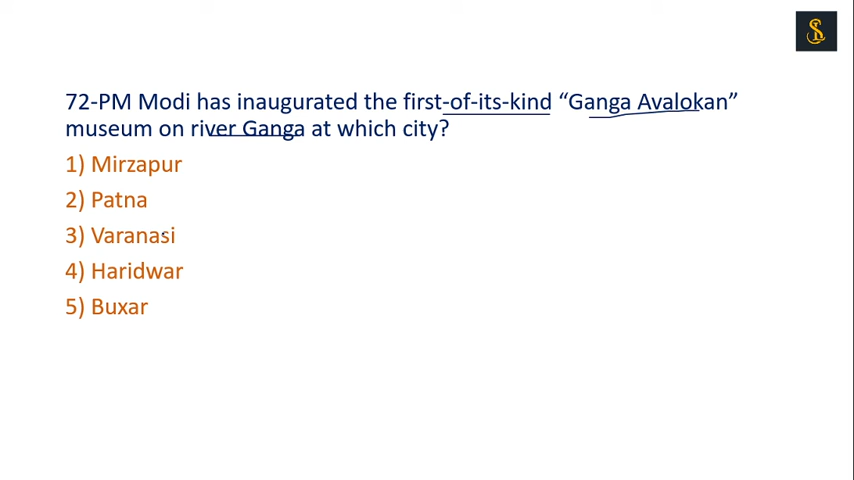 72-PM Modi has inaugurated the first-of-its-kind “Ganga Avalokan”
museum on river Ganga at which city?
1) Mirzapur
2) Patna
3) Varanasi
4) Haridwar
5) Buxar